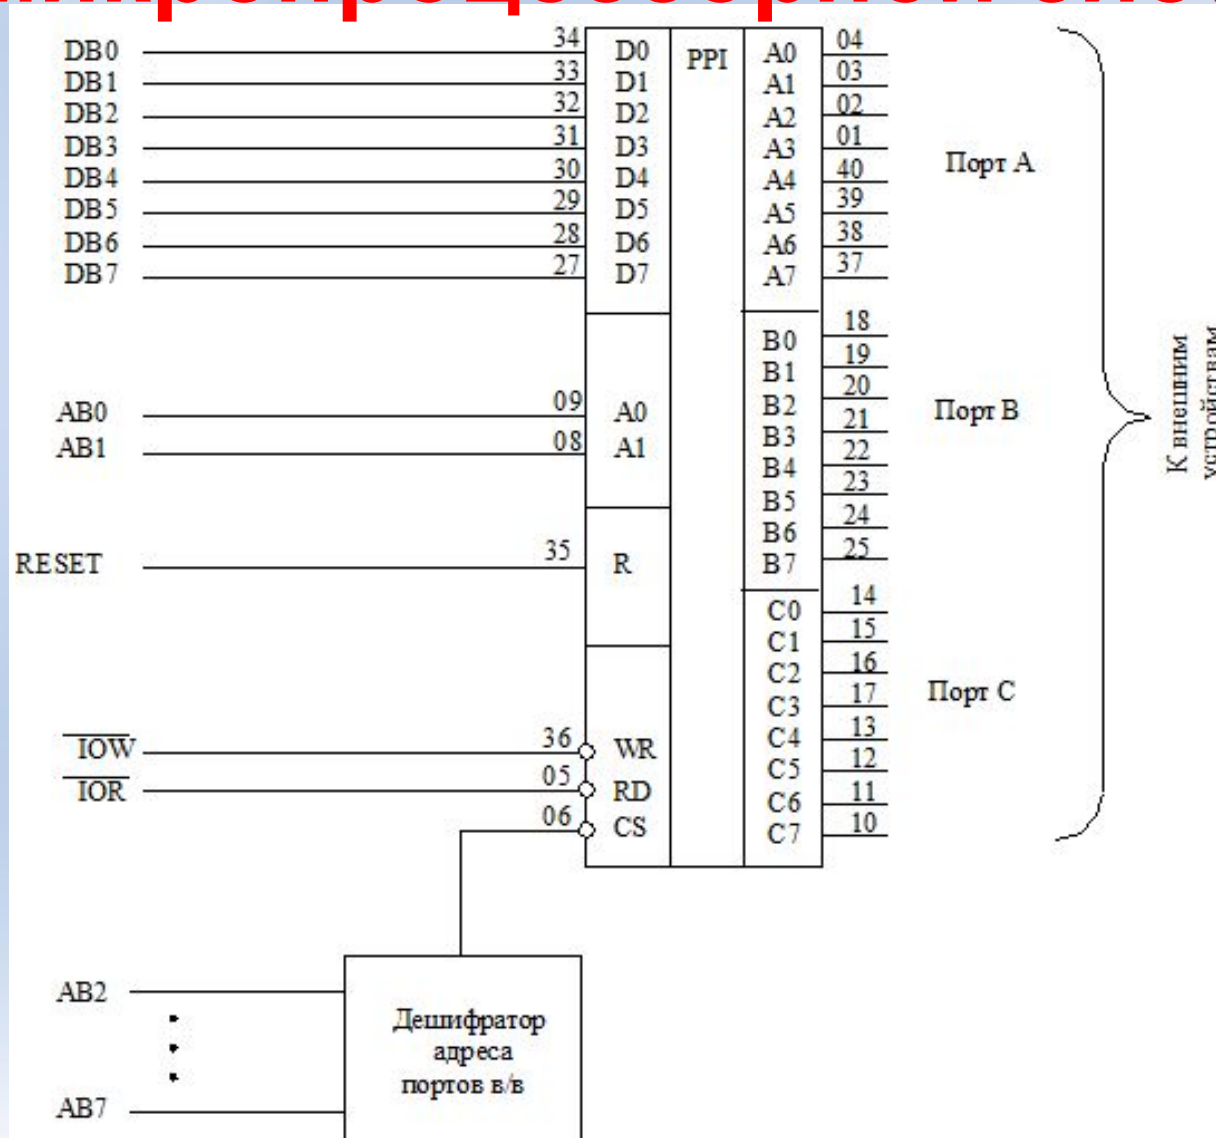 DB0 34 D0 PPI A0 04
DB1 33 D1 A1 03
DB2 32 D2 A2 02
DB3 31 D3 A3 01
DB4 30 D4 A4 40
DB5 29 D5 A5 39
DB6 28 D6 A6 38
DB7 27 D7 A7 37
Порт A
B0 18
B1 19
B2 20
B3 21
B4 22
B5 23
B6 24
B7 25
Порт B
AB0 09 A0
AB1 08 A1
К внешним
устройствам
RESET 35 R
C0 14
C1 15
C2 16
C3 17
C4 13
C5 12
C6 11
C7 10
Порт C
IOW 36 WR
IOR 05 RD
06 CS
AB2
AB7
Дешифратор
адреса
портов в/в